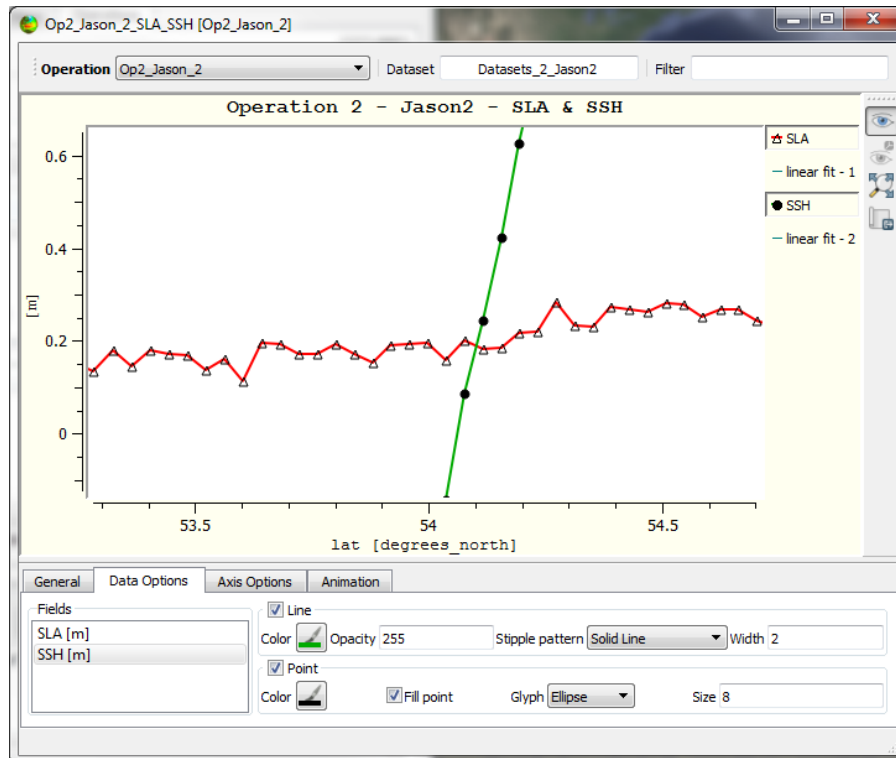 Op2_Jason_2_SLA_SSH [Op2_Jason_2]
Operation Op2_Jason_2 Dataset Datasets_2_Jason2 Filter
Operation 2 - Jason2 - SLA & SSH
SLA
linear fit - 1
SSH
linear fit - 2
[m]
0.6
0.4
0.2
0
53.5 54 54.5
lat [degrees_north]
General Data Options Axis Options Animation
Fields
SLA [m]
SSH [m]
Line
Color Opacity 255 Stipple pattern Solid Line Width 2
Point
Color Fill point Glyph Ellipse Size 8